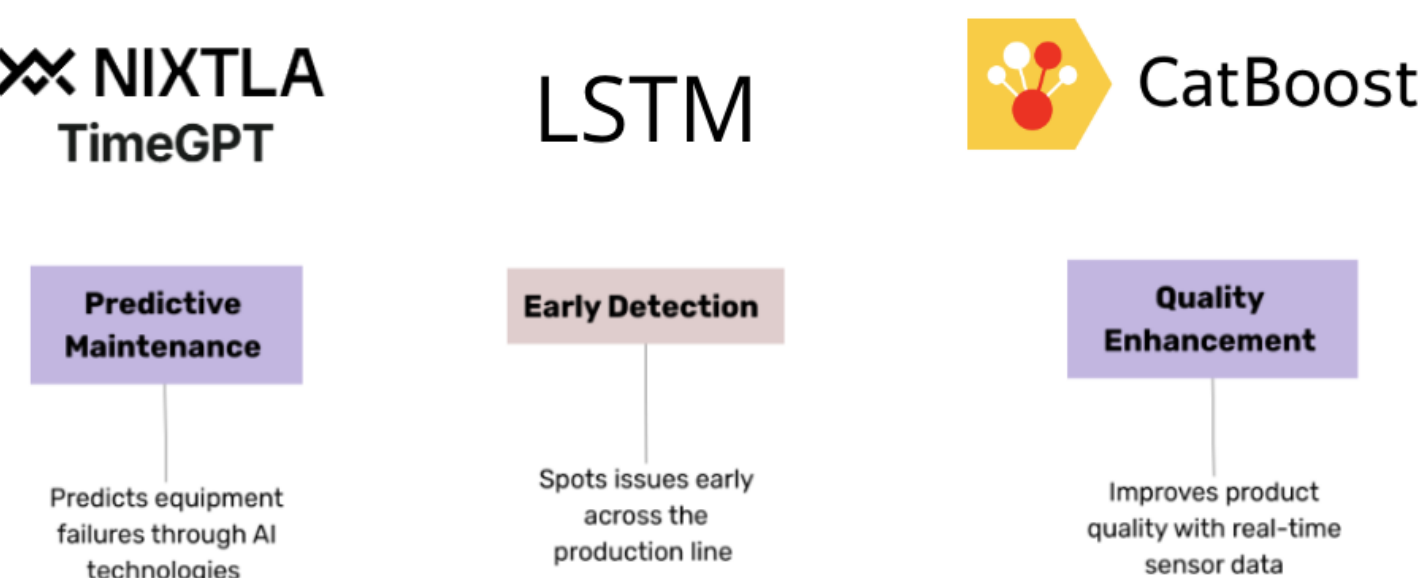 NIXTLA
TimeGPT
LSTM
CatBoost
Predictive
Maintenance
Early Detection
Quality
Enhancement
Predicts equipment
failures through AI
technologies
Spots issues early
across the
production line
Improves product
quality with real-time
sensor data